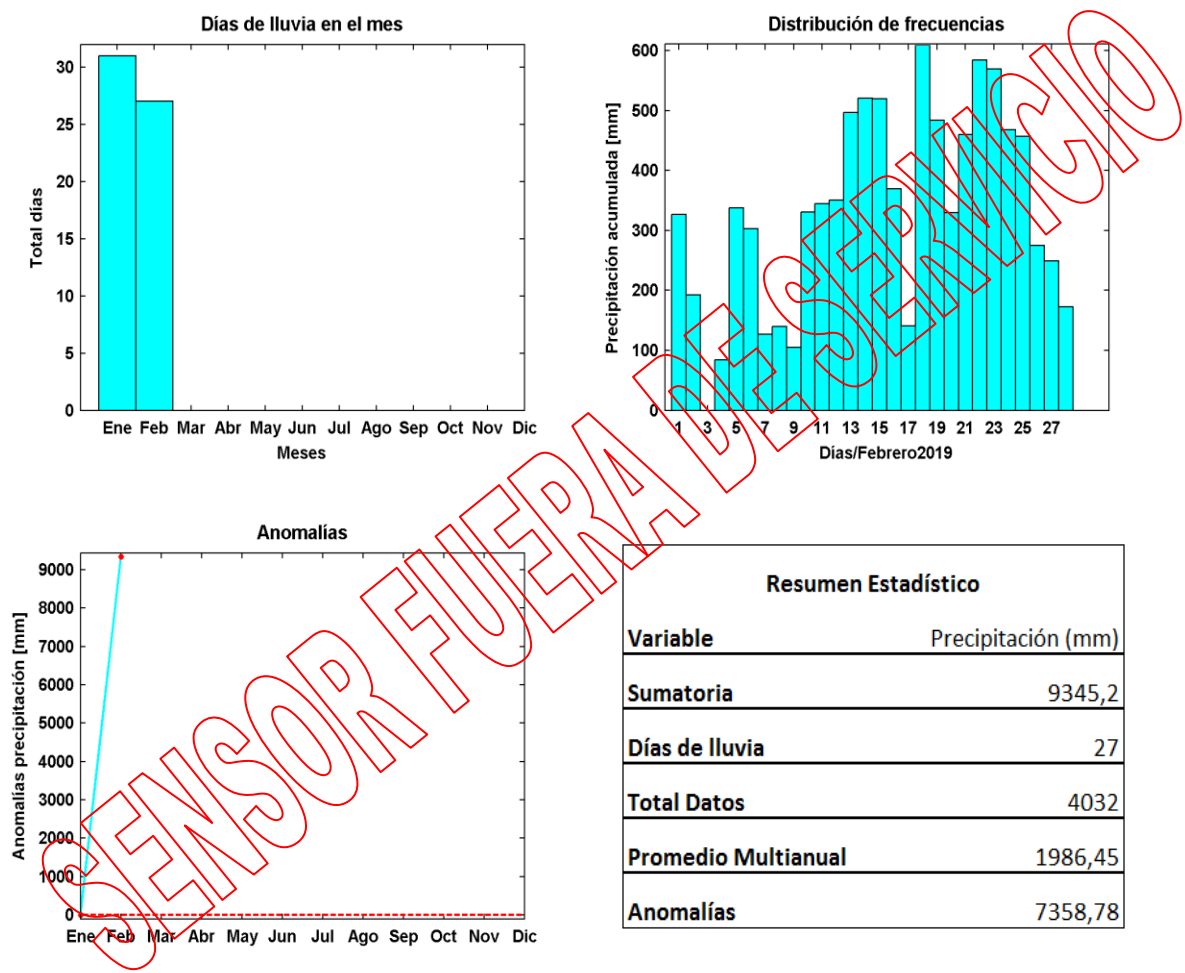 Días de lluvia en el mes
30
25
20
15
10
5
0
Total días
Ene Feb Mar Abr May Jun Jul Ago Sep Oct Nov Dic
Meses
Distribución de frecuencias
600
500
400
300
200
100
0
Precipitación acumulada [mm]
1 3 5 7 9 11 13 15 17 19 21 23 25 27
Días/Febrero2019
Anomalías
9000
8000
7000
6000
5000
4000
3000
2000
1000
0
Anomalías precipitación [mm]
Ene Feb Mar Abr May Jun Jul Ago Sep Oct Nov Dic
Resumen Estadístico
Variable Precipitación (mm)
Sumatoria 9345,2
Días de lluvia 27
Total Datos 4032
Promedio Multianual 1986,45
Anomalías 7358,78
SENSOR FUERA DE SERVICIO